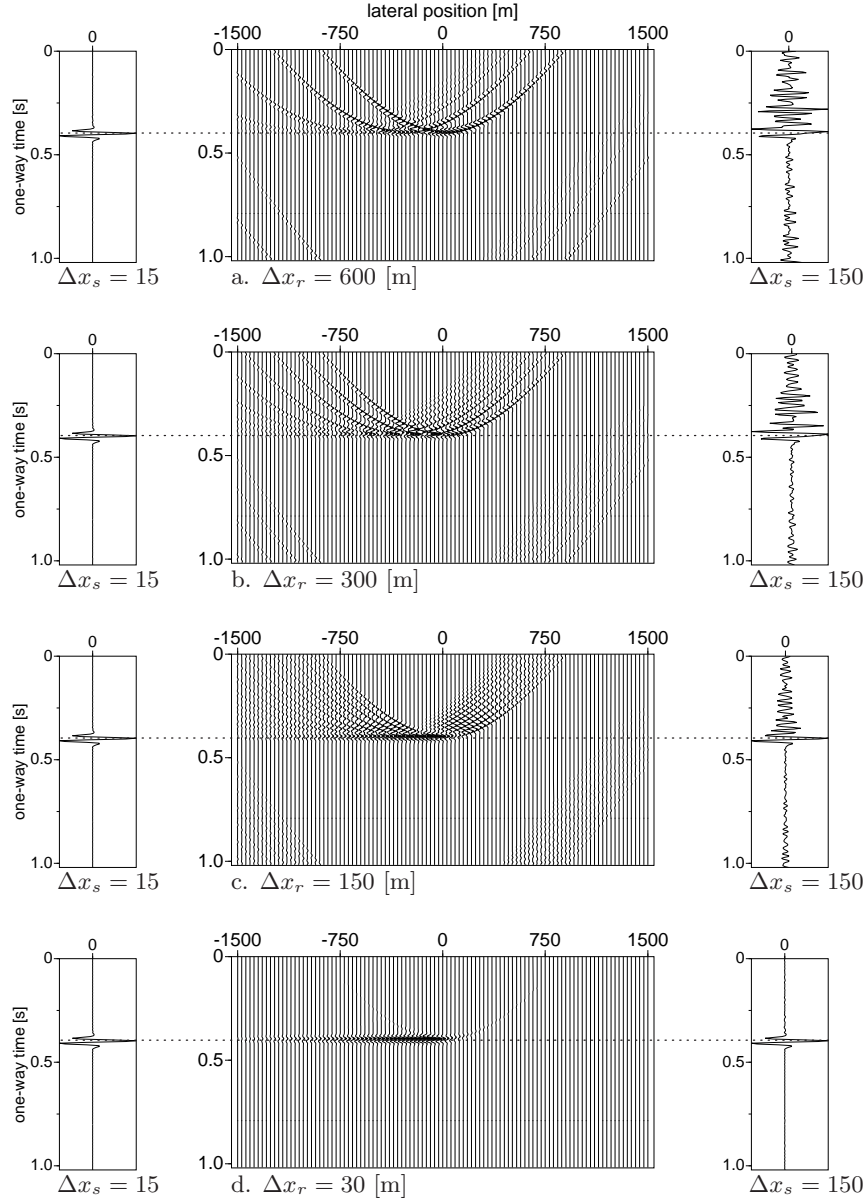 lateral position [m]
0 -1500 -750 0 750 1500 0
0 0 0
one-way time [s]
0.5 0.5 0.5
1.0 1.0 1.0
Δx_s = 15 a. Δx_r = 600 [m] Δx_s = 150
0 -1500 -750 0 750 1500 0
0 0 0
one-way time [s]
0.5 0.5 0.5
1.0 1.0 1.0
Δx_s = 15 b. Δx_r = 300 [m] Δx_s = 150
0 -1500 -750 0 750 1500 0
0 0 0
one-way time [s]
0.5 0.5 0.5
1.0 1.0 1.0
Δx_s = 15 c. Δx_r = 150 [m] Δx_s = 150
0 -1500 -750 0 750 1500 0
0 0 0
one-way time [s]
0.5 0.5 0.5
1.0 1.0 1.0
Δx_s = 15 d. Δx_r = 30 [m] Δx_s = 150